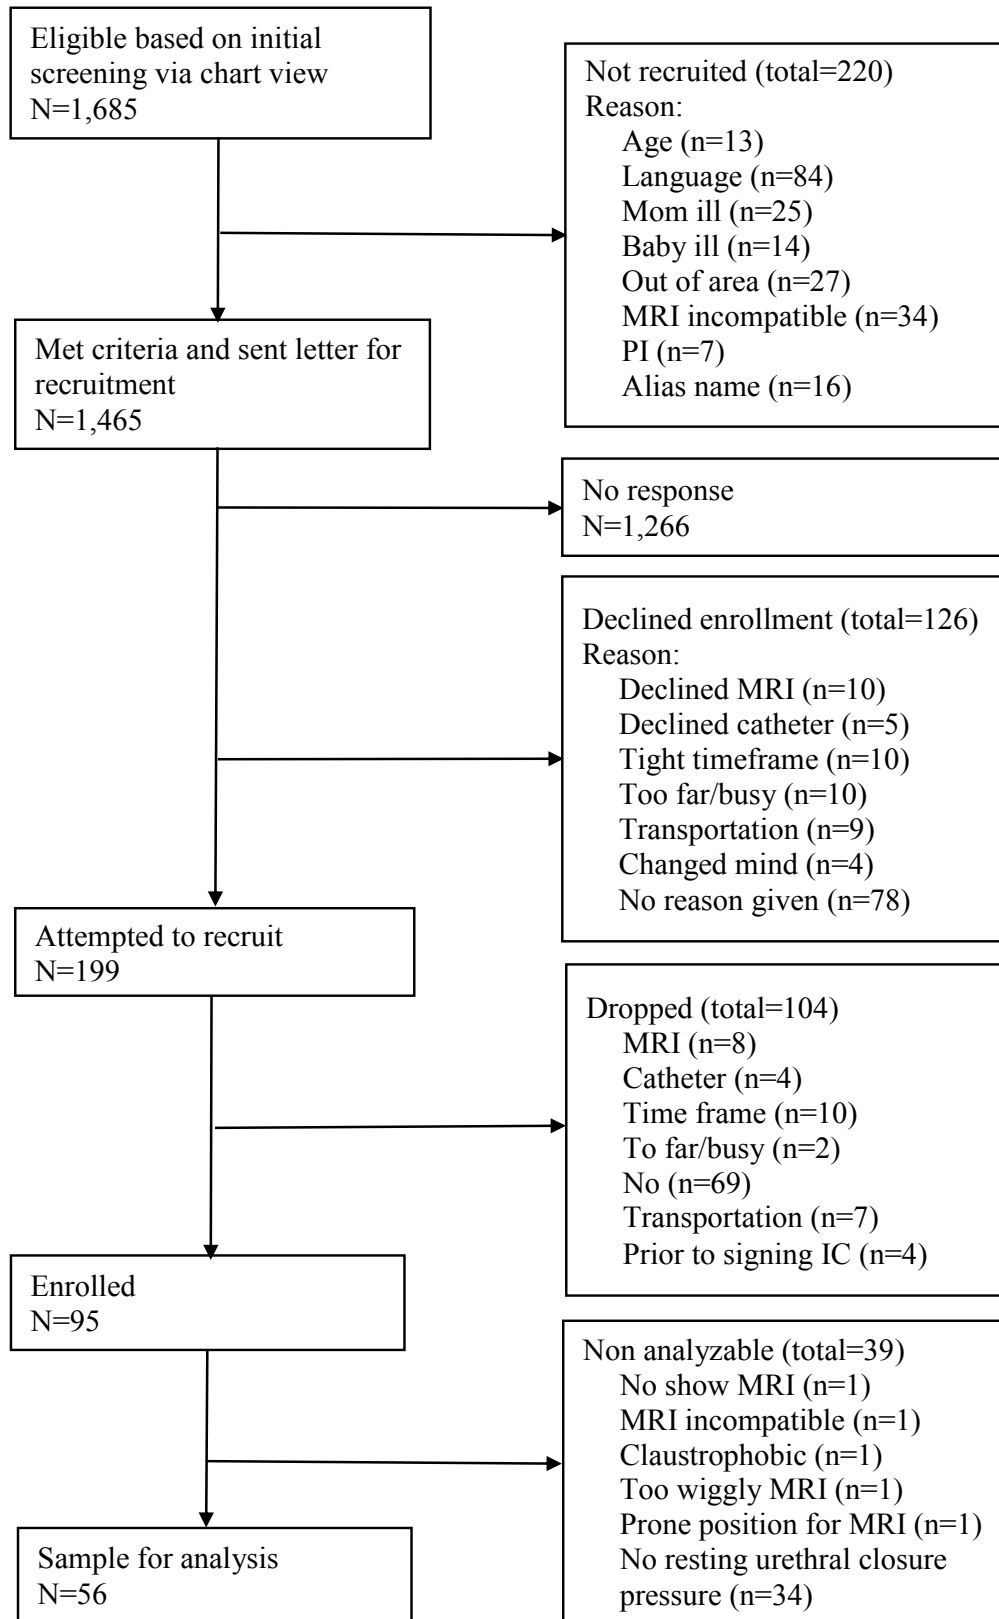 Eligible based on initial
screening via chart view
N=1,685
Not recruited (total=220)
Reason:
Age (n=13)
Language (n=84)
Mom ill (n=25)
Baby ill (n=14)
Out of area (n=27)
MRI incompatible (n=34)
PI (n=7)
Alias name (n=16)
Met criteria and sent letter for
recruitment
N=1,465
No response
N=1,266
Declined enrollment (total=126)
Reason:
Declined MRI (n=10)
Declined catheter (n=5)
Tight timeframe (n=10)
Too far/busy (n=10)
Transportation (n=9)
Changed mind (n=4)
No reason given (n=78)
Attempted to recruit
N=199
Dropped (total=104)
MRI (n=8)
Catheter (n=4)
Time frame (n=10)
To far/busy (n=2)
No (n=69)
Transportation (n=7)
Prior to signing IC (n=4)
Enrolled
N=95
Non analyzable (total=39)
No show MRI (n=1)
MRI incompatible (n=1)
Claustrophobic (n=1)
Too wiggly MRI (n=1)
Prone position for MRI (n=1)
No resting urethral closure
pressure (n=34)
Sample for analysis
N=56